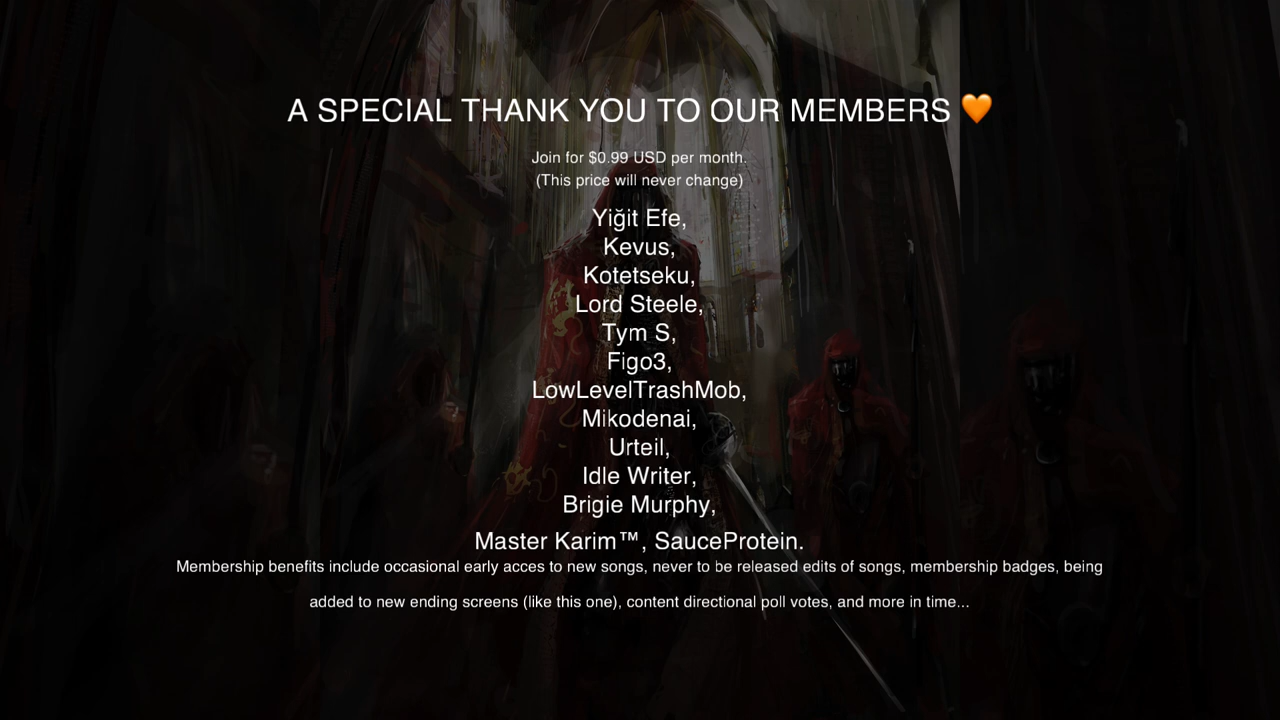 A SPECIAL THANK YOU TO OUR MEMBERS 🧡
Join for $0.99 USD per month.
(This price will never change)
Yiğit Efe,
Kevus,
Kotetseku,
Lord Steele,
Tym S,
Figo3,
LowLevelTrashMob,
Mikodenai,
Urteil,
Idle Writer,
Brigie Murphy,
Master Karim™, SauceProtein.
Membership benefits include occasional early acces to new songs, never to be released edits of songs, membership badges, being
added to new ending screens (like this one), content directional poll votes, and more in time...